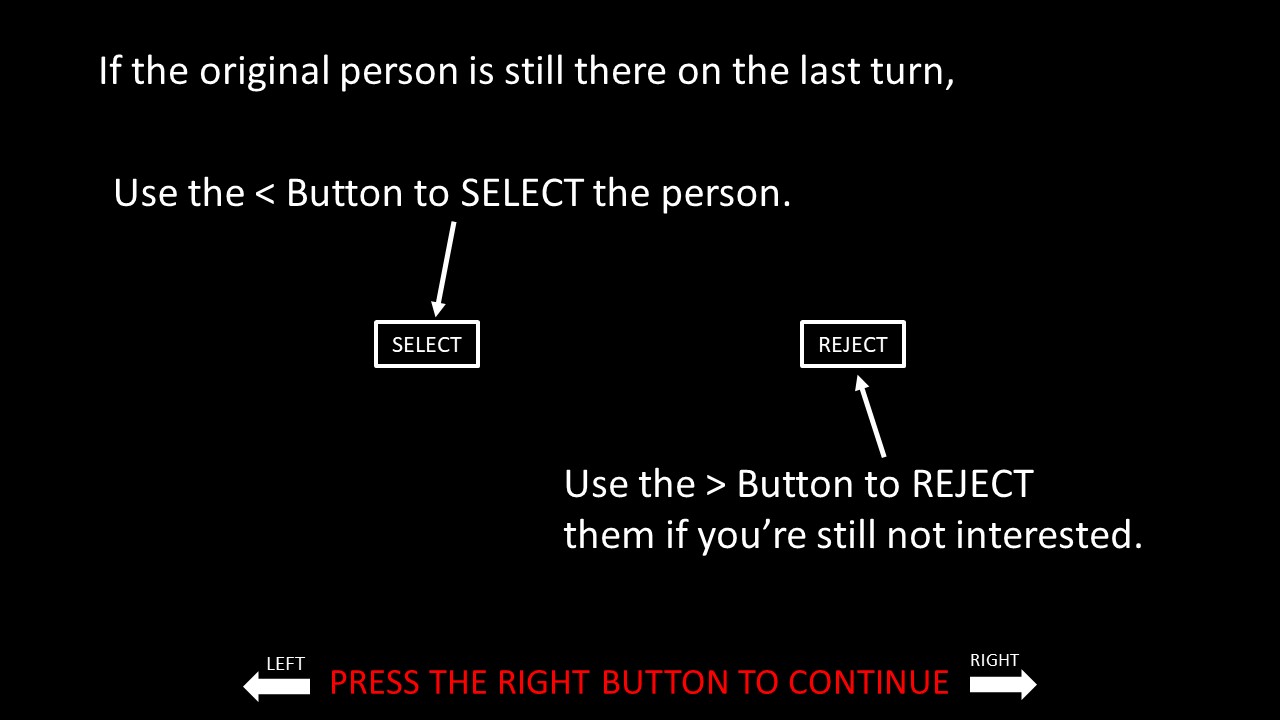 If the original person is still there on the last turn,
Use the < Button to SELECT the person.
SELECT
REJECT
Use the > Button to REJECT
them if you’re still not interested.
LEFT
PRESS THE RIGHT BUTTON TO CONTINUE
RIGHT